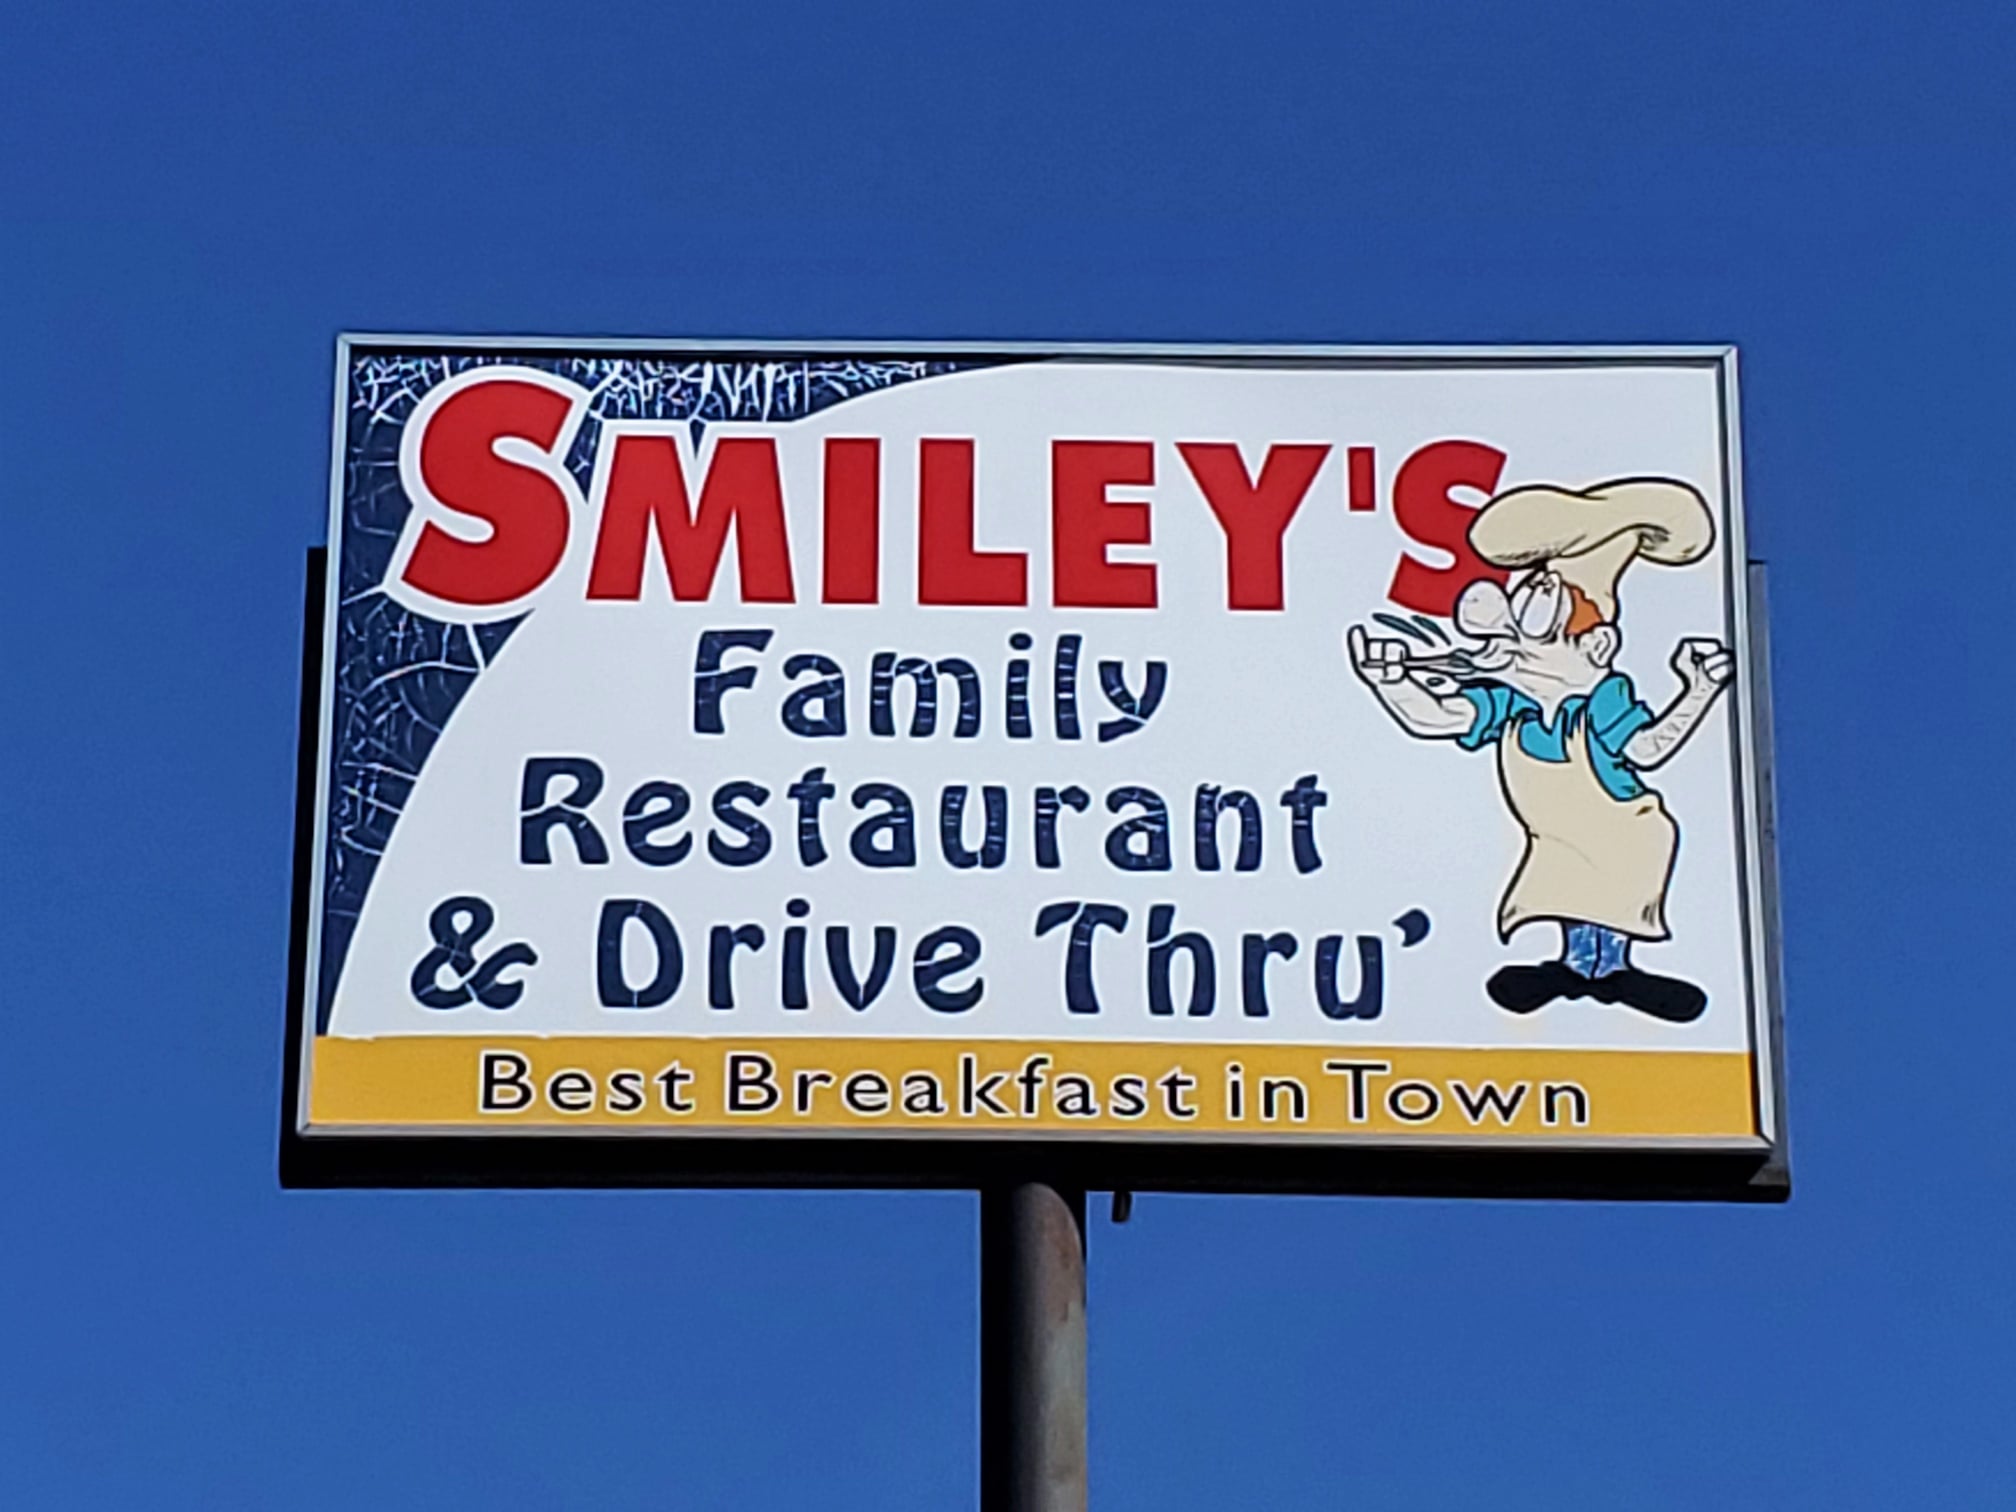 SMILEY'S
Family
Restaurant
& Drive Thru'
Best Breakfast in Town